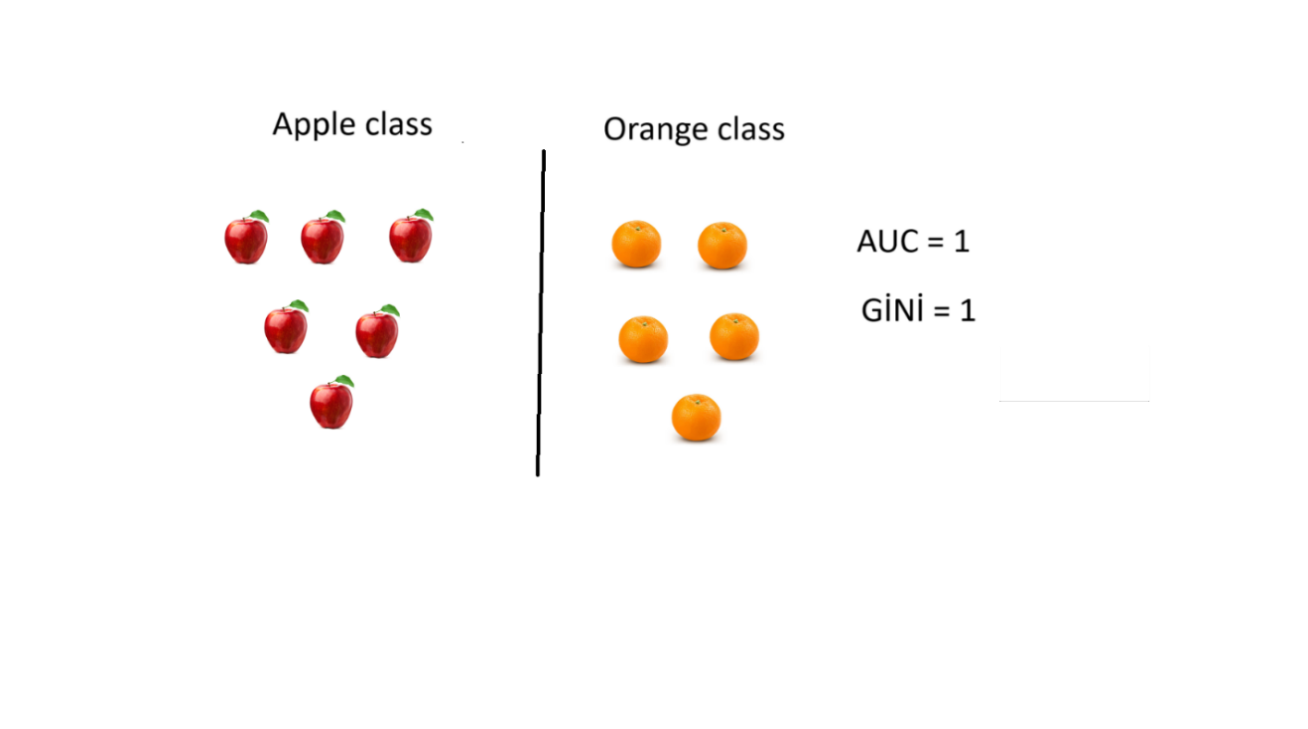 Apple class
Orange class
AUC = 1
GİNİ = 1